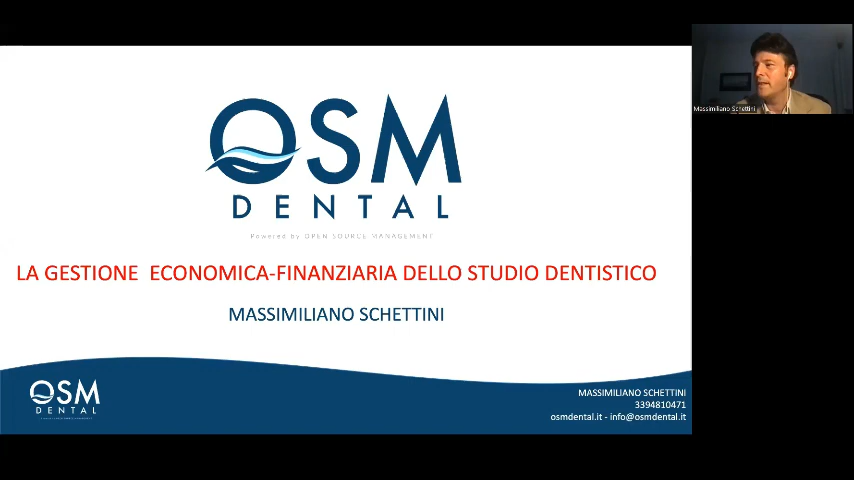 OSM
DENTAL
Powered by OPEN SOURCE MANAGEMENT
LA GESTIONE ECONOMICA-FINANZIARIA DELLO STUDIO DENTISTICO
MASSIMILIANO SCHETTINI
OSM
DENTAL
MASSIMILIANO SCHETTINI
3394810471
osmdental.it - info@osmdental.it
Massimiliano Schettini